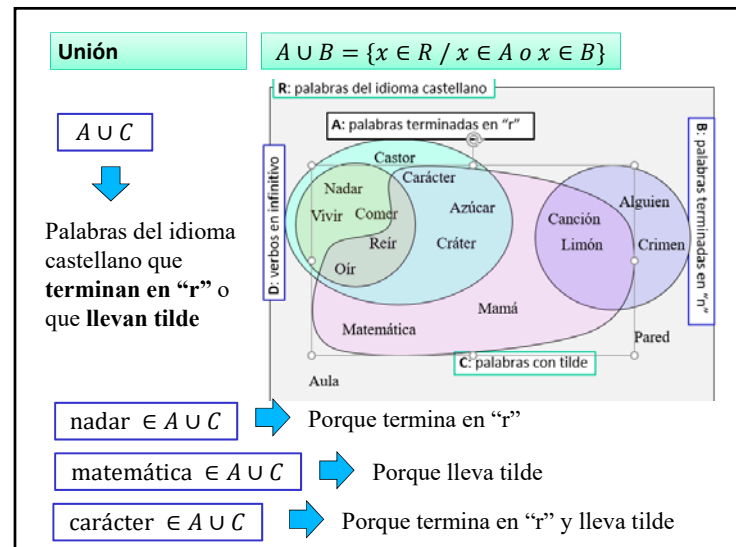 Unión
A ∪ B = {x ∈ R / x ∈ A o x ∈ B}
R: palabras del idioma castellano
A: palabras terminadas en “r”
B: palabras terminadas en “n”
D: verbos en infinitivo
C: palabras con tilde
A ∪ C
Palabras del idioma
castellano que
terminan en “r” o
que llevan tilde
Castor
Nadar
Carácter
Vivir
Comer
Azúcar
Reír
Cráter
Oír
Canción
Alguien
Limón
Crimen
Mamá
Matemática
Pared
Aula
nadar ∈ A ∪ C
Porque termina en “r”
matemática ∈ A ∪ C
Porque lleva tilde
carácter ∈ A ∪ C
Porque termina en “r” y lleva tilde